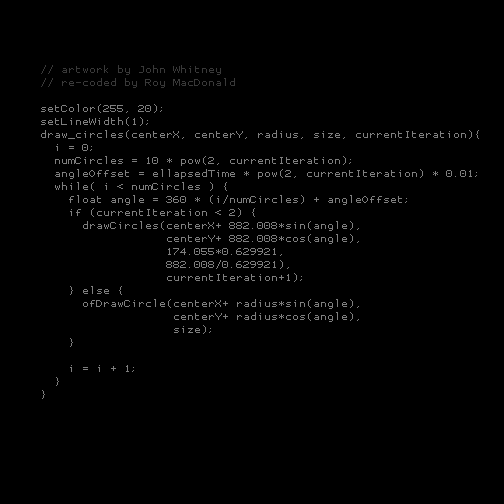 // artwork by John Whitney
// re-coded by Roy MacDonald

setColor(255, 20);
setLineWidth(1);
draw_circles(centerX, centerY, radius, size, currentIteration){
  i = 0;
  numCircles = 10 * pow(2, currentIteration);
  angleOffset = ellapsedTime * pow(2, currentIteration) * 0.01;
  while( i < numCircles ) {
    float angle = 360 * (i/numCircles) + angleOffset;
    if (currentIteration < 2) {
      drawCircles(centerX+ 882.008*sin(angle),
                  centerY+ 882.008*cos(angle),
                  174.055*0.629921,
                  882.008/0.629921),
                  currentIteration+1);
    } else {
      ofDrawCircle(centerX+ radius*sin(angle),
                   centerY+ radius*cos(angle),
                   size);
    }

    i = i + 1;
  }
}